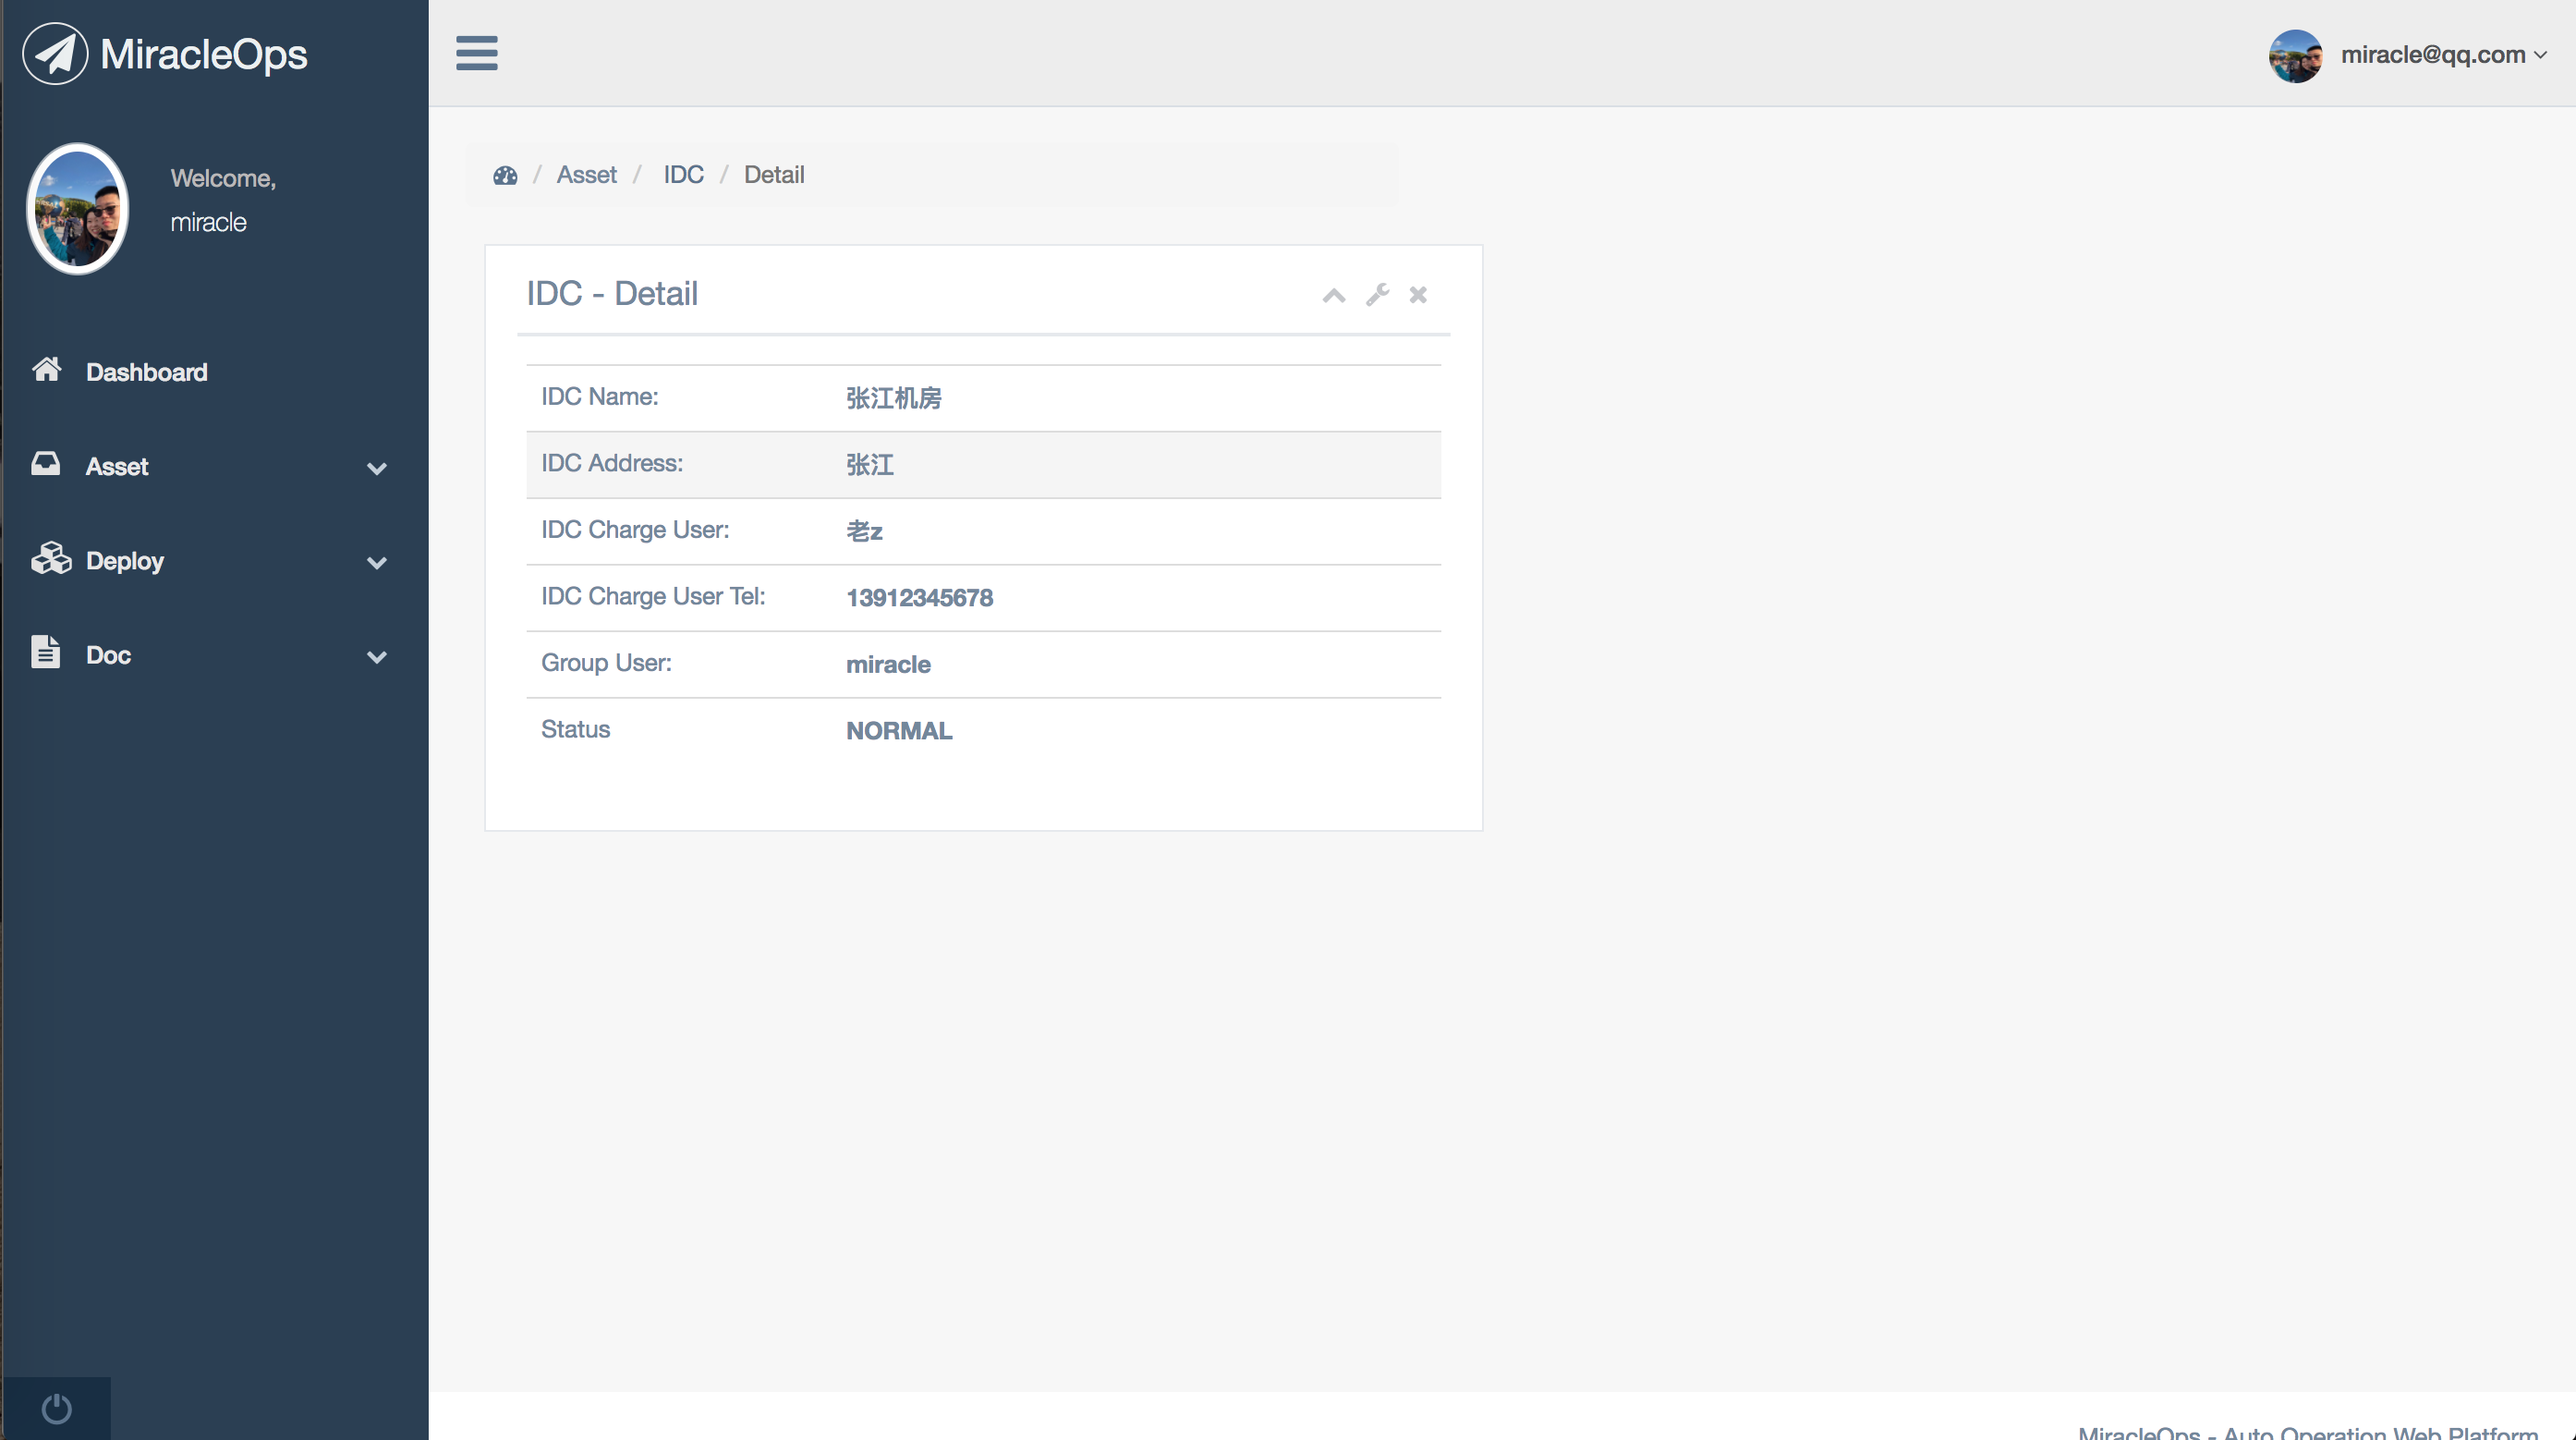 MiracleOps
miracle@qq.com
Welcome,
miracle
Dashboard
Asset
Deploy
Doc
/ Asset / IDC / Detail
IDC - Detail
IDC Name: 张江机房
IDC Address: 张江
IDC Charge User: 老z
IDC Charge User Tel: 13912345678
Group User: miracle
Status NORMAL
MiracleOps - Auto Operation Web Platform